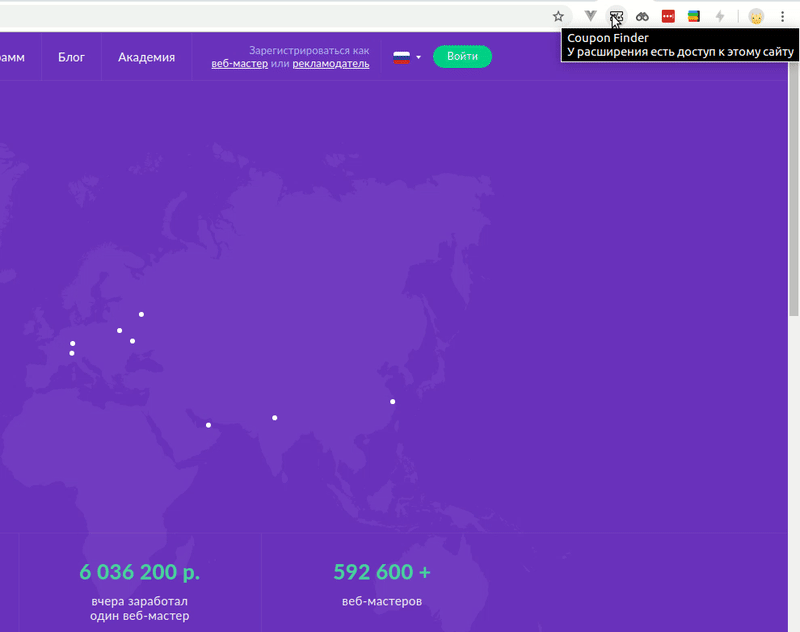 Coupon Finder
У расширения есть доступ к этому сайту
Блог
Академия
Зарегистрироваться как
веб-мастер или рекламодатель
Войти
6 036 200 р.
вчера заработал
один веб-мастер
592 600 +
веб-мастеров